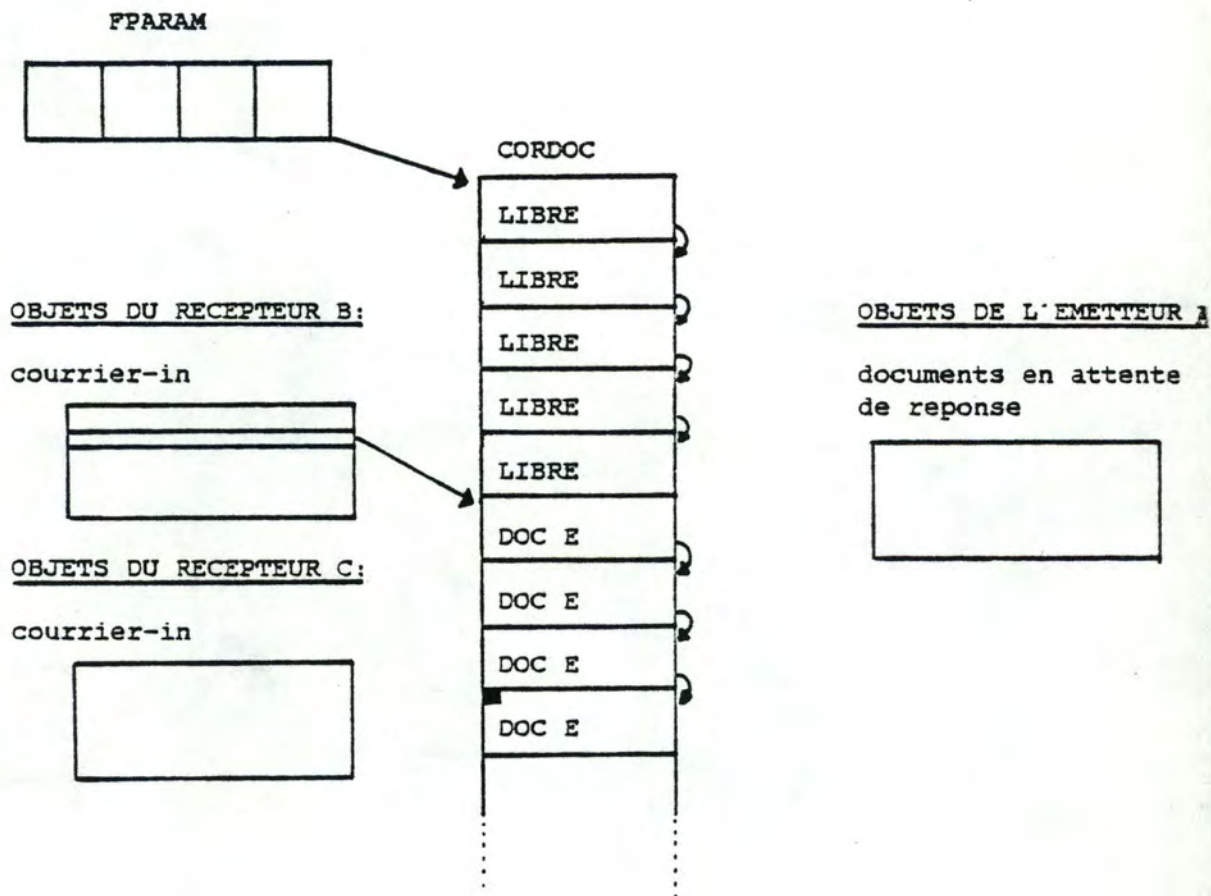 FPARAM
CORDOC
LIBRE
LIBRE
LIBRE
LIBRE
LIBRE
DOC E
DOC E
DOC E
DOC E
OBJETS DU RECEPTEUR B:
courrier-in
OBJETS DU RECEPTEUR C:
courrier-in
OBJETS DE L'EMETTEUR A
documents en attente
de reponse